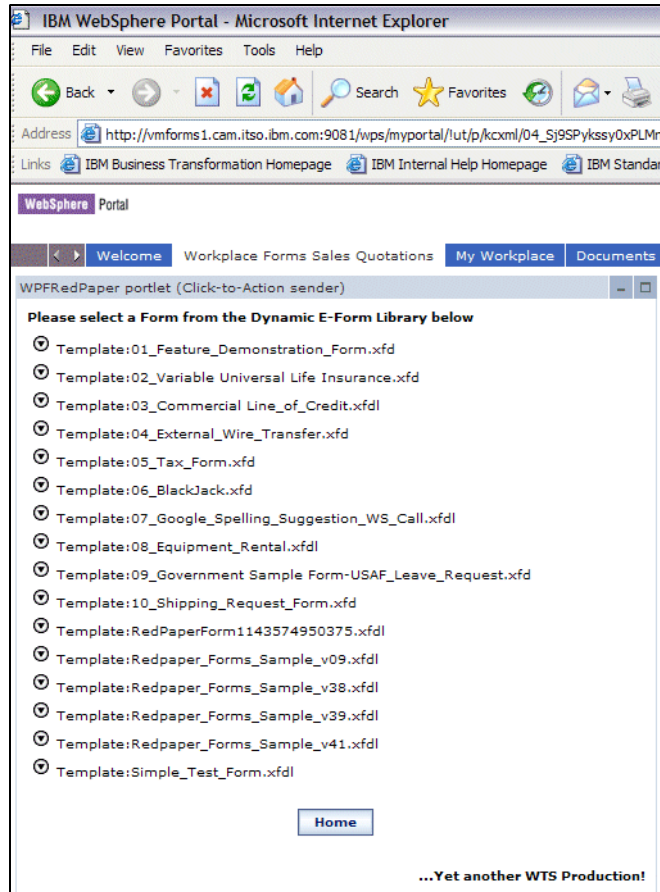 IBM WebSphere Portal - Microsoft Internet Explorer
File Edit View Favorites Tools Help
Back Search Favorites
Address http://vmforms1.cam.itso.ibm.com:9081/wps/myportal/!ut/p/kcxml/04_Sj9SPykssy0xPLMn
Links IBM Business Transformation Homepage IBM Internal Help Homepage IBM Standar
WebSphere Portal
Welcome Workplace Forms Sales Quotations My Workplace Documents
WPFRedPaper portlet (Click-to-Action sender)
Please select a Form from the Dynamic E-Form Library below
Template:01_Feature_Demonstration_Form.xfd
Template:02_Variable Universal Life Insurance.xfd
Template:03_Commercial Line_of_Credit.xfdl
Template:04_External_Wire_Transfer.xfd
Template:05_Tax_Form.xfd
Template:06_BlackJack.xfd
Template:07_Google_Spelling_Suggestion_WS_Call.xfdl
Template:08_Equipment_Rental.xfdl
Template:09_Government Sample Form-USAF_Leave_Request.xfd
Template:10_Shipping_Request_Form.xfd
Template:RedPaperForm1143574950375.xfdl
Template:Redpaper_Forms_Sample_v09.xfdl
Template:Redpaper_Forms_Sample_v38.xfdl
Template:Redpaper_Forms_Sample_v39.xfdl
Template:Redpaper_Forms_Sample_v41.xfdl
Template:Simple_Test_Form.xfdl
Home
...Yet another WTS Production!